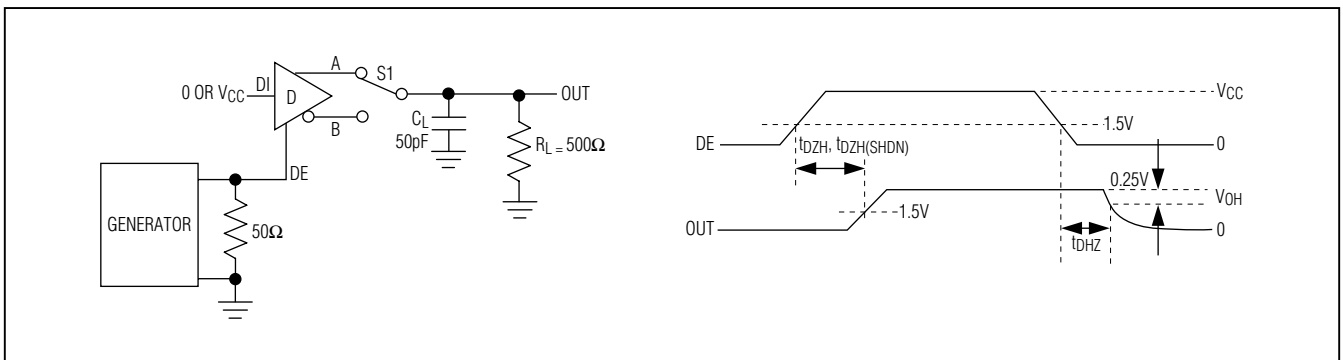 A
S1
0 OR VCC
DI
D
B
OUT
CL
50pF
RL = 500Ω
DE
GENERATOR
50Ω
VCC
1.5V
DE
0
tDZH, tDZH(SHDN)
0.25V
VOH
1.5V
OUT
0
tDHZ